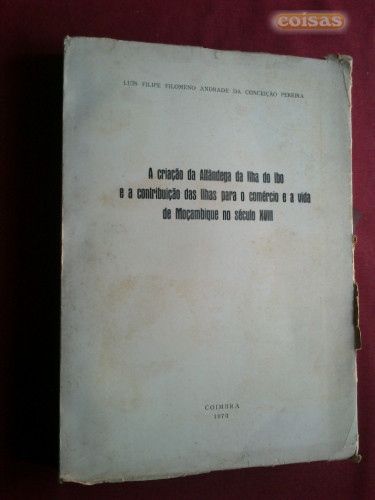 coisas
LUÍS FILIPE FILOMENO ANDRADE DA CONCEIÇÃO PEREIRA
A criação da Alfândega da Ilha do Ibo
e a contribuição das Ilhas para o comércio e a vida
de Moçambique no século XVIII
COIMBRA
1970